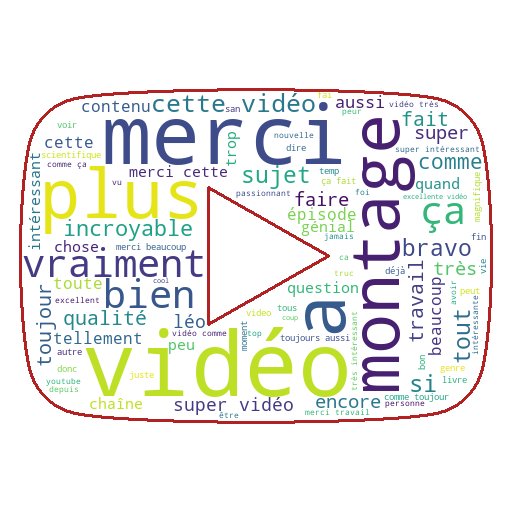 contenu cette vidéo aussi vidéo très
fai
san peur fait
voir merci trop nouvelle super
cette dire super intéressant
scientifique comme
comme ça merci cette sujet temp ça fait
intéressant vu passionnant quand excellente vidéo magnifique
plus faire montage ça
incroyable épisode génial
jamais bravo fin
chose merci beaucoup ca
vraiment truc déjà très vie
toute cool question travail beaucoup peut
toujour excellent bien tous a avoir
qualité léo video tout intéressante
tellement vidéo comme top moment toujours aussi
autre peu très intéressant bon
donc vidéo genre
youtube juste si livre
depuis
chaîne super vidéo encore comme toujour
personne
être merci travail
foi
coup